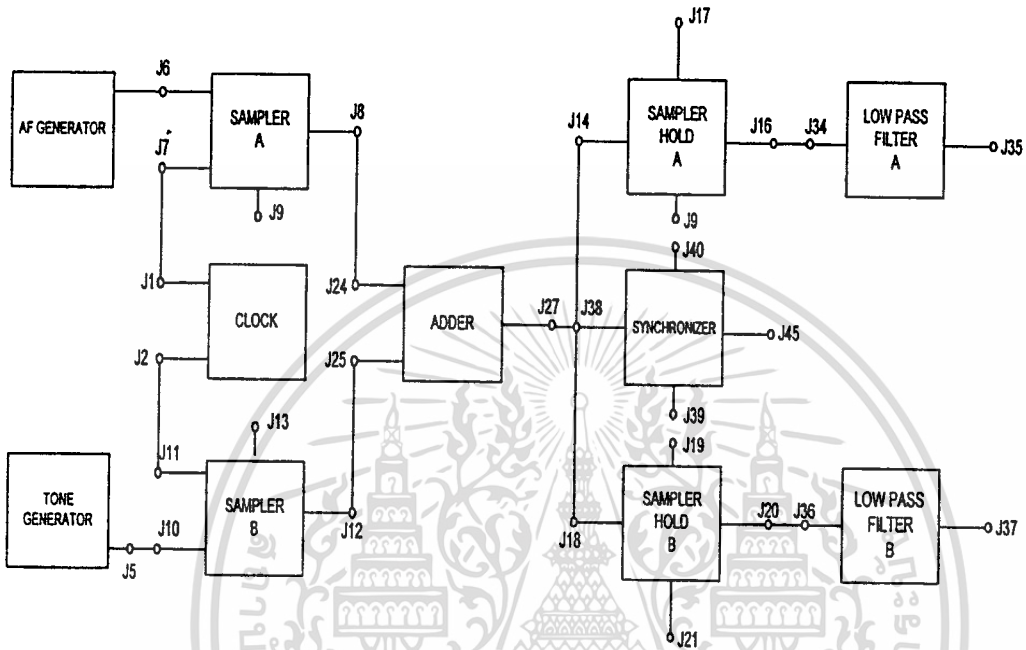 J17
J6
AF GENERATOR
SAMPLER
A
J8
J7
J9
J14
SAMPLER
HOLD
A
J16
J34
LOW PASS
FILTER
A
J35
J9
J40
J1
CLOCK
J24
ADDER
J27
J38
SYNCHRONIZER
J45
J2
J25
J39
J13
J19
J11
TONE
GENERATOR
SAMPLER
B
J12
J5
J10
J18
SAMPLER
HOLD
B
J20
J36
LOW PASS
FILTER
B
J37
J21